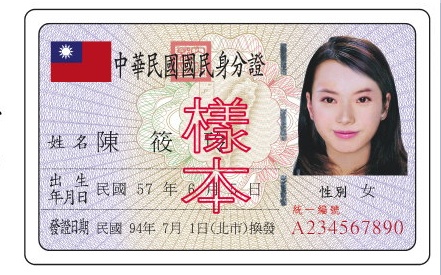 中華民國國民身分證
樣本
姓名 陳 筱
出生年月日 民國 57 年 6 月 5 日
性別 女
統一編號
A234567890
發證日期 民國 94年 7月 1日(北市)換發